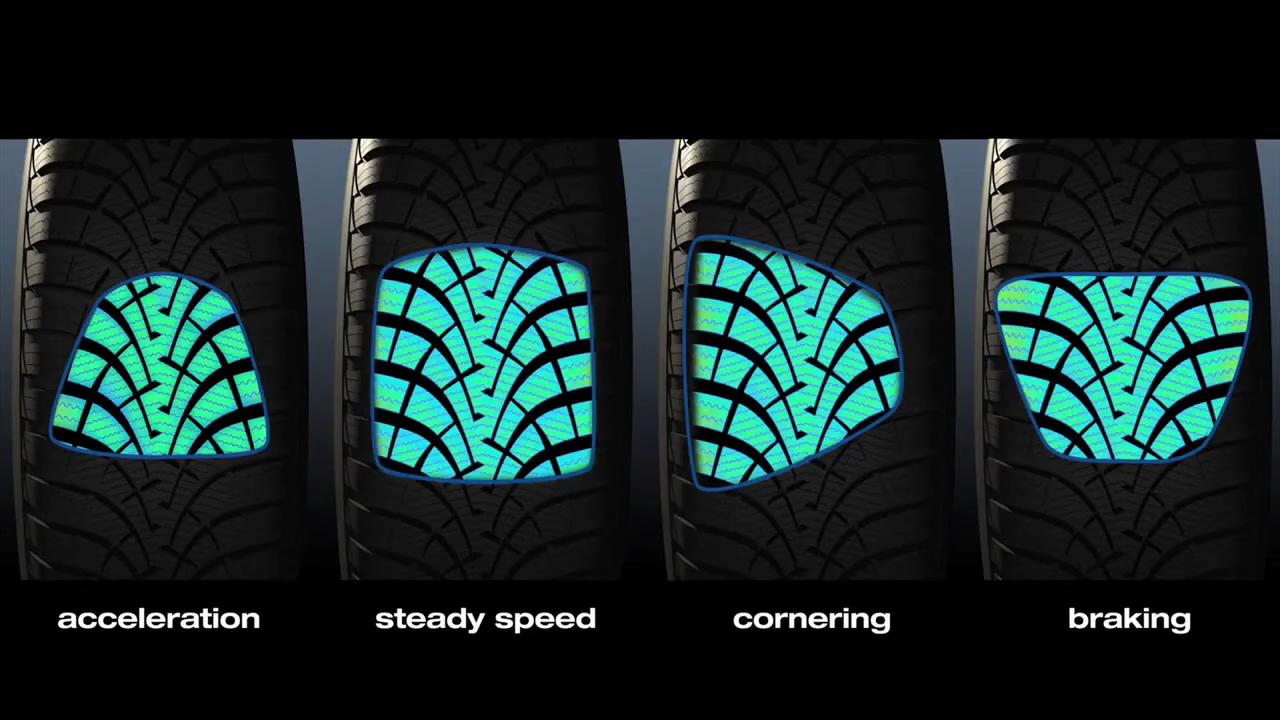 acceleration
steady speed
cornering
braking